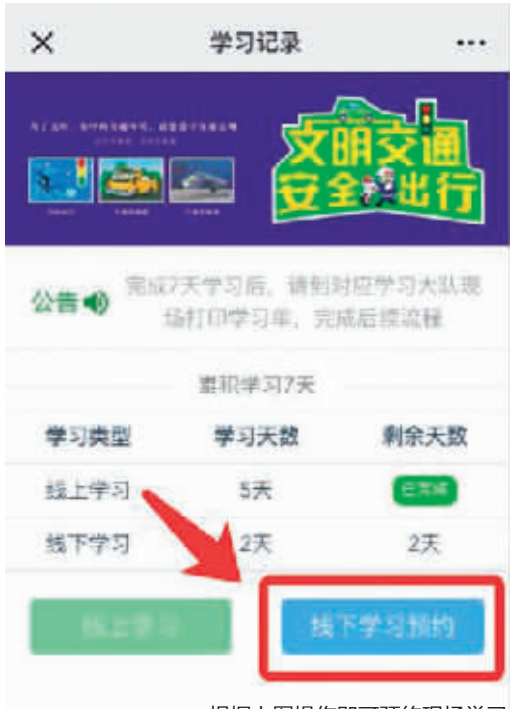 学习记录
文明交通
安全出行
公告
完成7天学习后，请到对应学习大队现
场打印学习单，完成后续流程
累积学习7天
学习类型 学习天数 剩余天数
线上学习 5天 已完成
线下学习 2天 2天
线上学习 线下学习预约